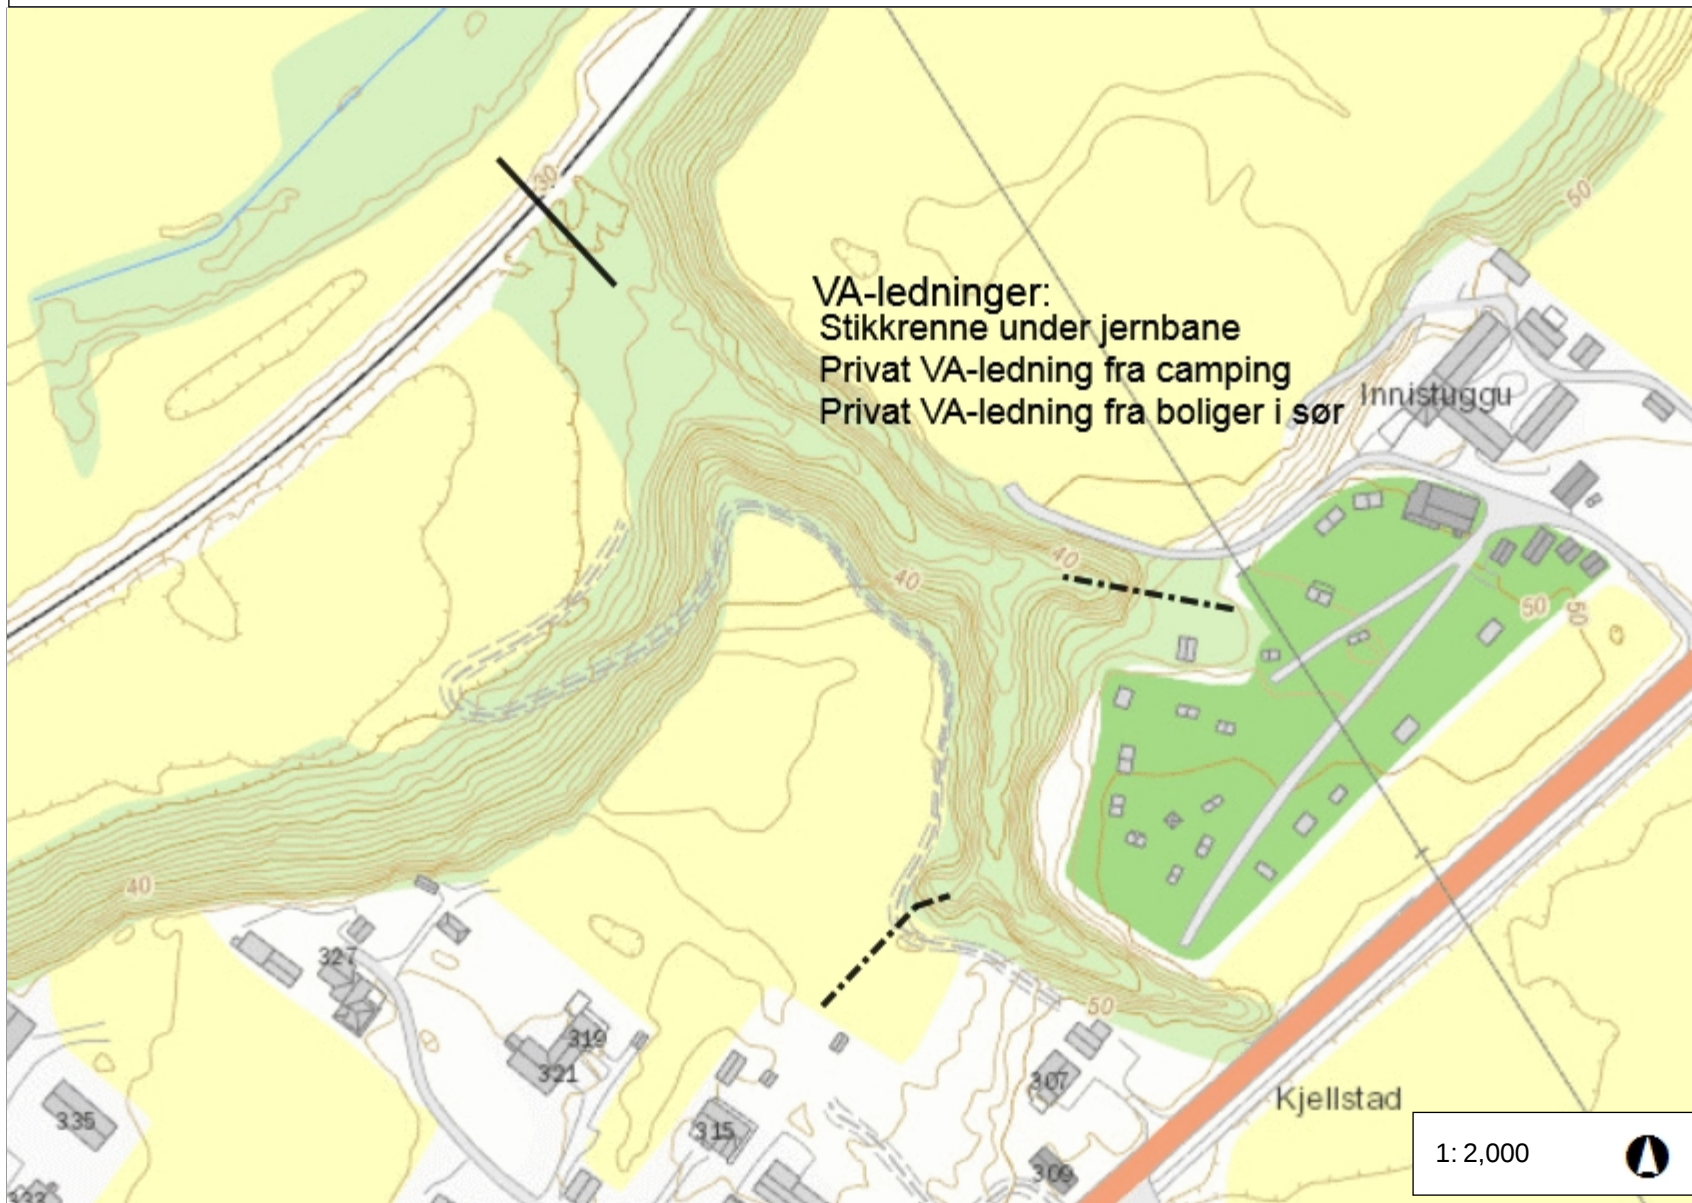 30
50
VA-ledninger:
Stikkrenne under jernbane
Privat VA-ledning fra camping
Privat VA-ledning fra boliger i sør
Innistuggu
40
40
50
50
40
327
50
319
321
307
335
315
Kjellstad
309
333
1: 2,000